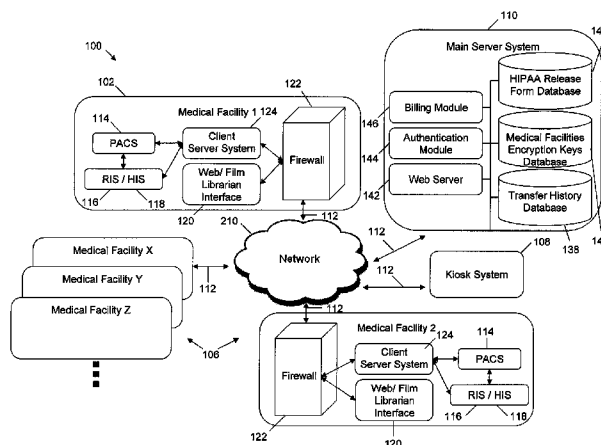 100
102
Medical Facility 1
114
PACS
RIS / HIS
116
118
124
Client
Server System
Web/ Film
Librarian
Interface
120
122
Firewall
112
110
Main Server System
Billing Module
146
Authentication
Module
144
Web Server
142
HIPAA Release
Form Database
Medical Facilities
Encryption Keys
Database
Transfer History
Database
138
14
14
14
210
Network
112
112
112
112
108
Kiosk System
Medical Facility X
Medical Facility Y
Medical Facility Z
106
Medical Facility 2
Firewall
122
124
Client
Server System
Web/ Film
Librarian
Interface
120
114
PACS
RIS / HIS
116
118